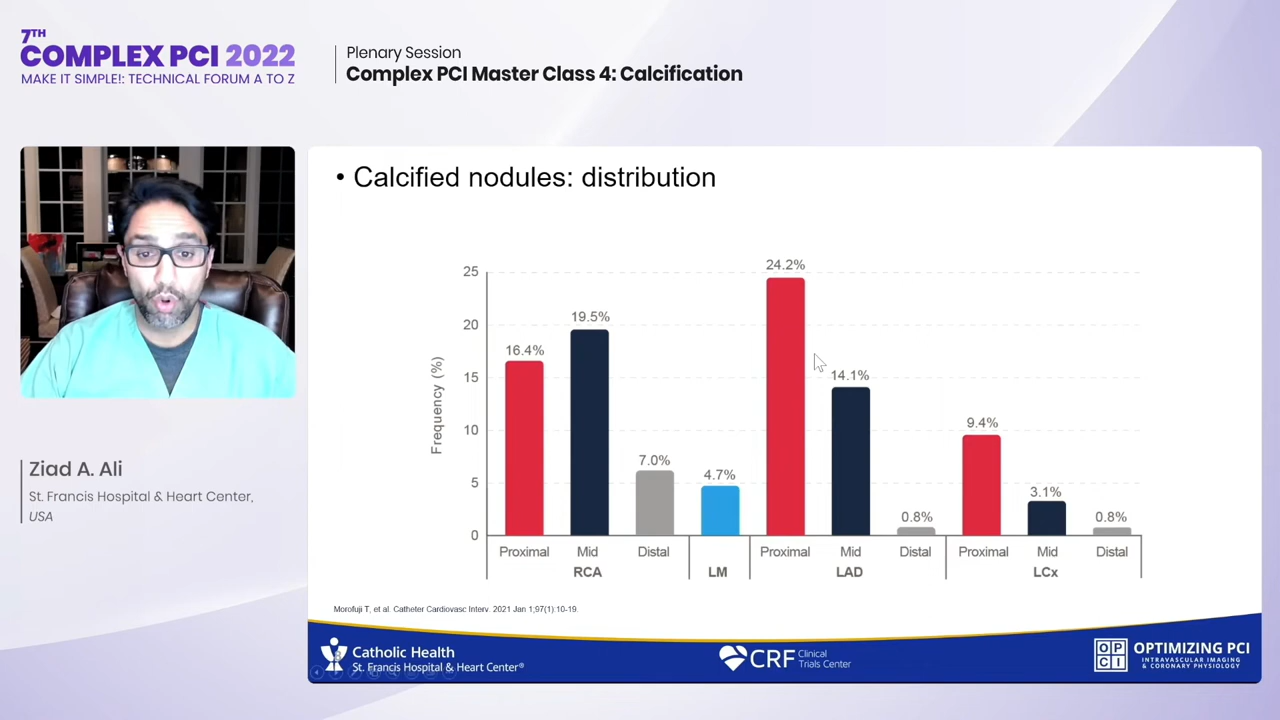 7TH
COMPLEX PCI 2022
MAKE IT SIMPLE!: TECHNICAL FORUM A TO Z
Plenary Session
Complex PCI Master Class 4: Calcification
Ziad A. Ali
St. Francis Hospital & Heart Center,
USA
• Calcified nodules: distribution
Frequency (%)
25
20
15
10
5
0
16.4%
19.5%
7.0%
4.7%
24.2%
14.1%
0.8%
9.4%
3.1%
0.8%
Proximal Mid Distal Proximal Mid Distal Proximal Mid Distal
RCA LM LAD LCx
Morofuji T, et al. Catheter Cardiovasc Interv. 2021 Jan 1;97(1):10-19.
Catholic Health
St. Francis Hospital & Heart Center®
CRF Clinical
Trials Center
OP
CI
OPTIMIZING PCI
INTRAVASCULAR IMAGING
& CORONARY PHYSIOLOGY